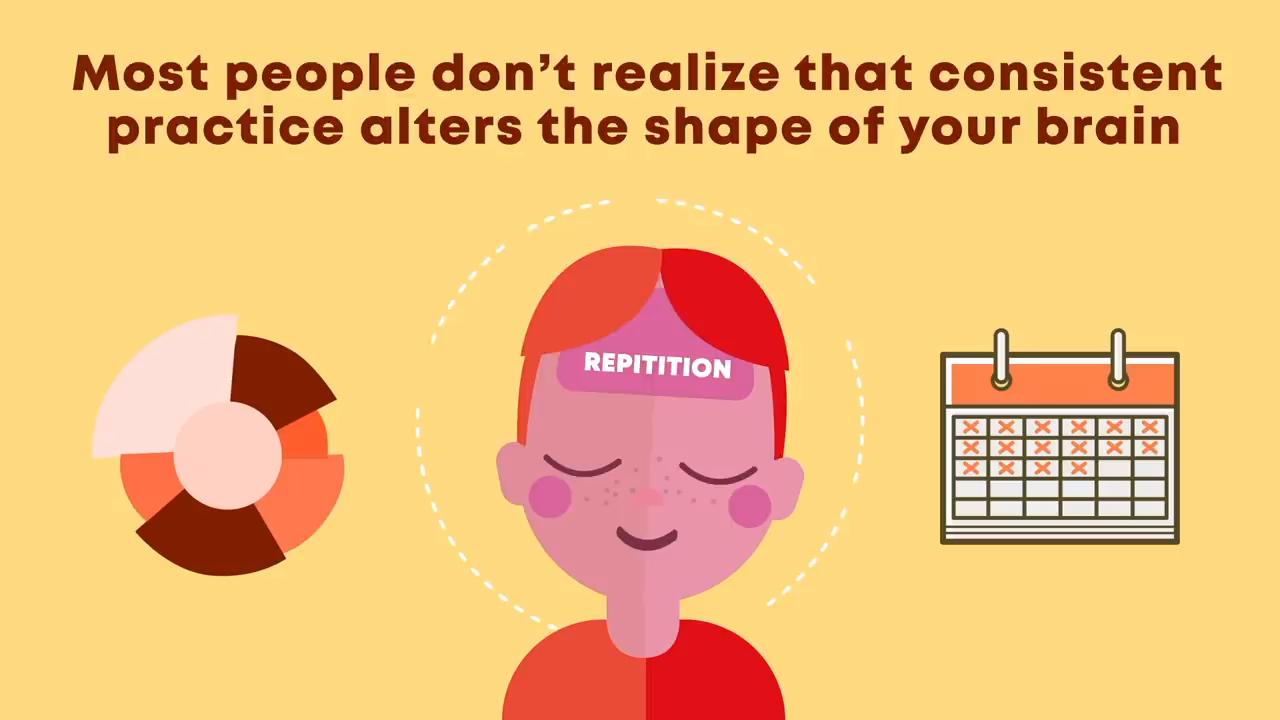 Most people don’t realize that consistent
practice alters the shape of your brain
REPITITION